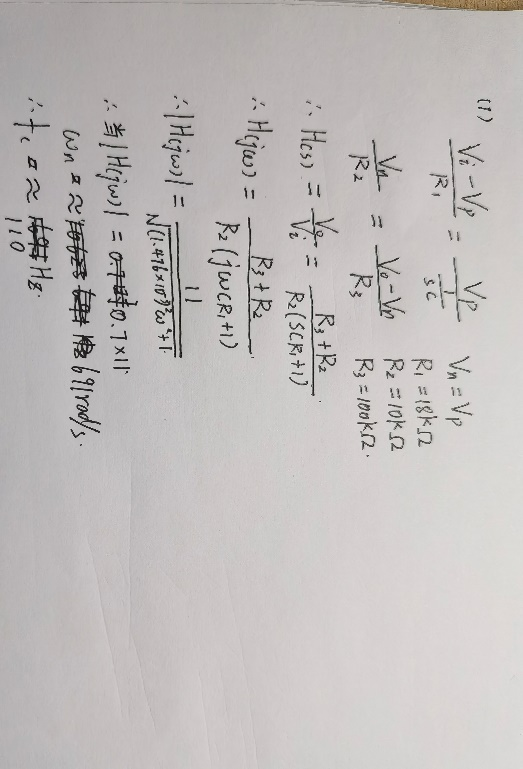 (1) (Vi-Vp)/R1 = Vp/(1/SC) Vn=Vp
R1=18kΩ
Vn/R2 = (Vo-Vn)/R3 R2=10kΩ
R3=100kΩ.
∴ H(s) = Vo/Vi = (R3+R2)/(R2(SCR1+1)).
∴ H(jω) = (R3+R2)/(R2(jωCR1+1))
∴ |H(jω)| = 11/√((1.476×10⁻³)²ω²+1.
∴ 当|H(jω)| = 0.7×11.
ωn ≈ 691rad/s.
∴ fc ≈ 110 Hz.